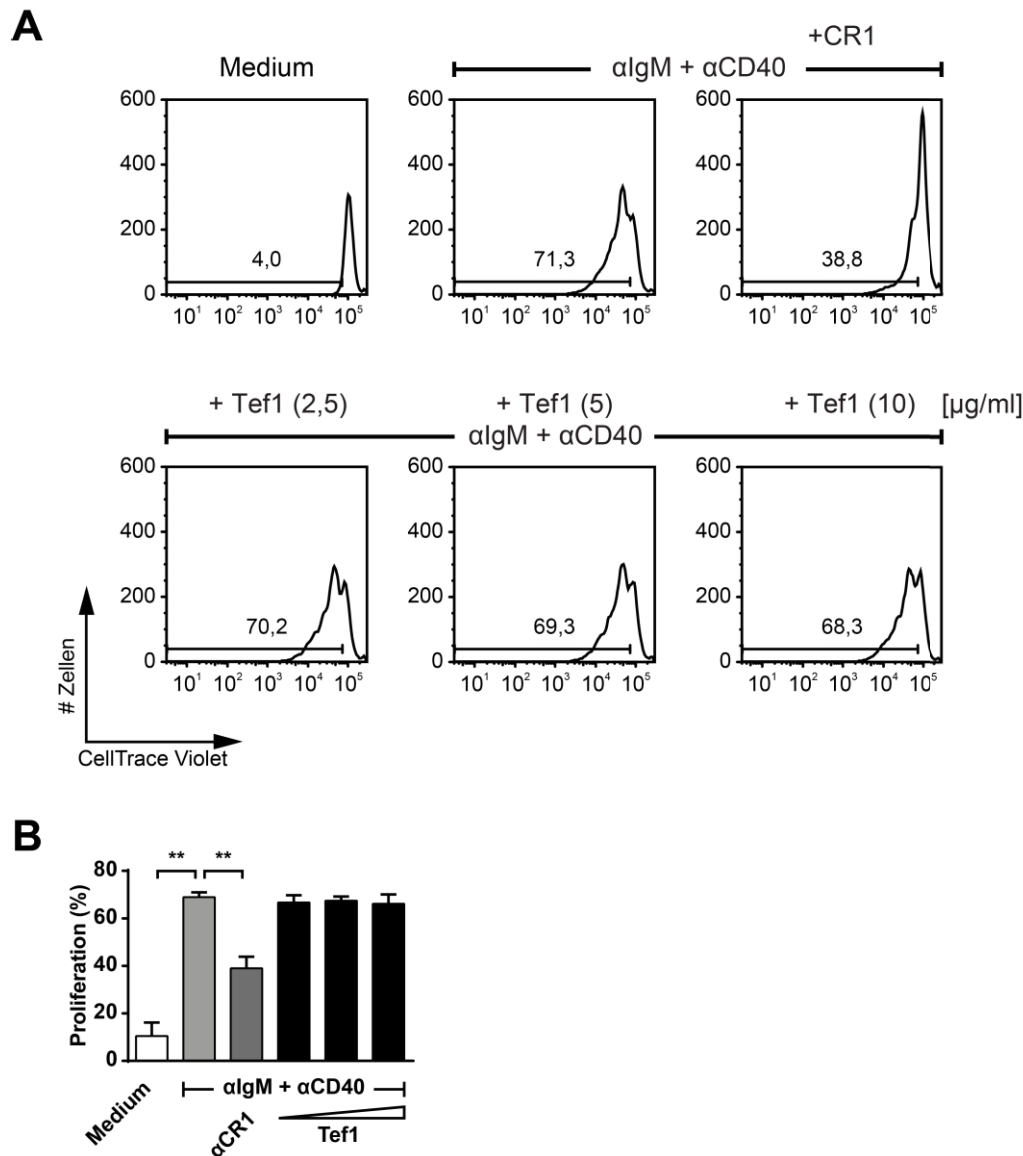 A
+CR1
Medium
αIgM + αCD40
600
400
200
0
4,0
10¹ 10² 10³ 10⁴ 10⁵
71,3
10¹ 10² 10³ 10⁴ 10⁵
600
400
200
0
38,8
10¹ 10² 10³ 10⁴ 10⁵
+ Tef1 (2,5) + Tef1 (5) + Tef1 (10) [µg/ml]
αIgM + αCD40
600
400
200
0
70,2
10¹ 10² 10³ 10⁴ 10⁵
600
400
200
0
69,3
10¹ 10² 10³ 10⁴ 10⁵
600
400
200
0
68,3
10¹ 10² 10³ 10⁴ 10⁵
# Zellen
CellTrace Violet
B
Proliferation (%)
80
60
40
20
0
** **
Medium
αIgM + αCD40
αCR1
Tef1